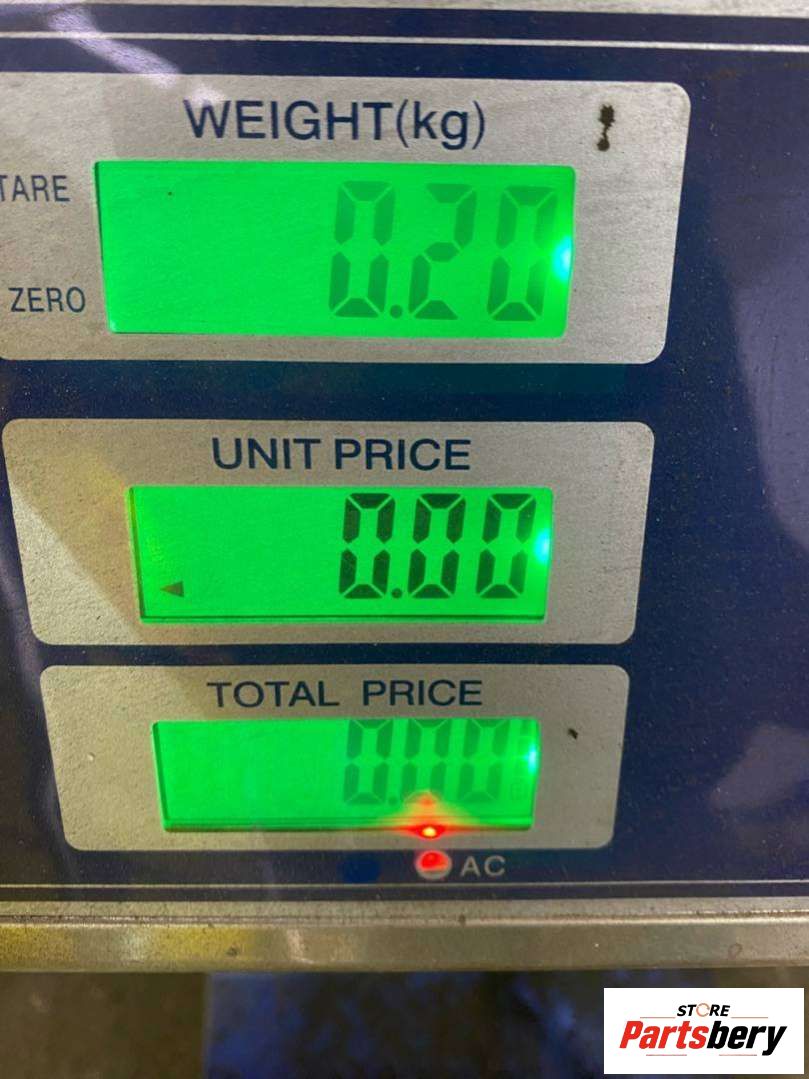 WEIGHT(kg)
TARE
0.20
ZERO
UNIT PRICE
0.00
TOTAL PRICE
0.00
AC
STORE
Partsbery